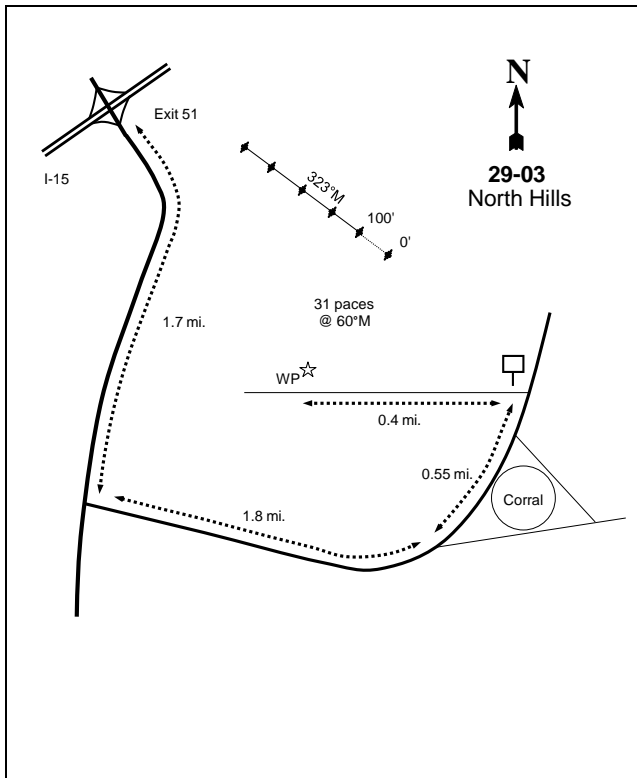 N
Exit 51
I-15
29-03
North Hills
323°M
100'
0'
31 paces
@ 60°M
1.7 mi.
WP
0.4 mi.
0.55 mi.
Corral
1.8 mi.